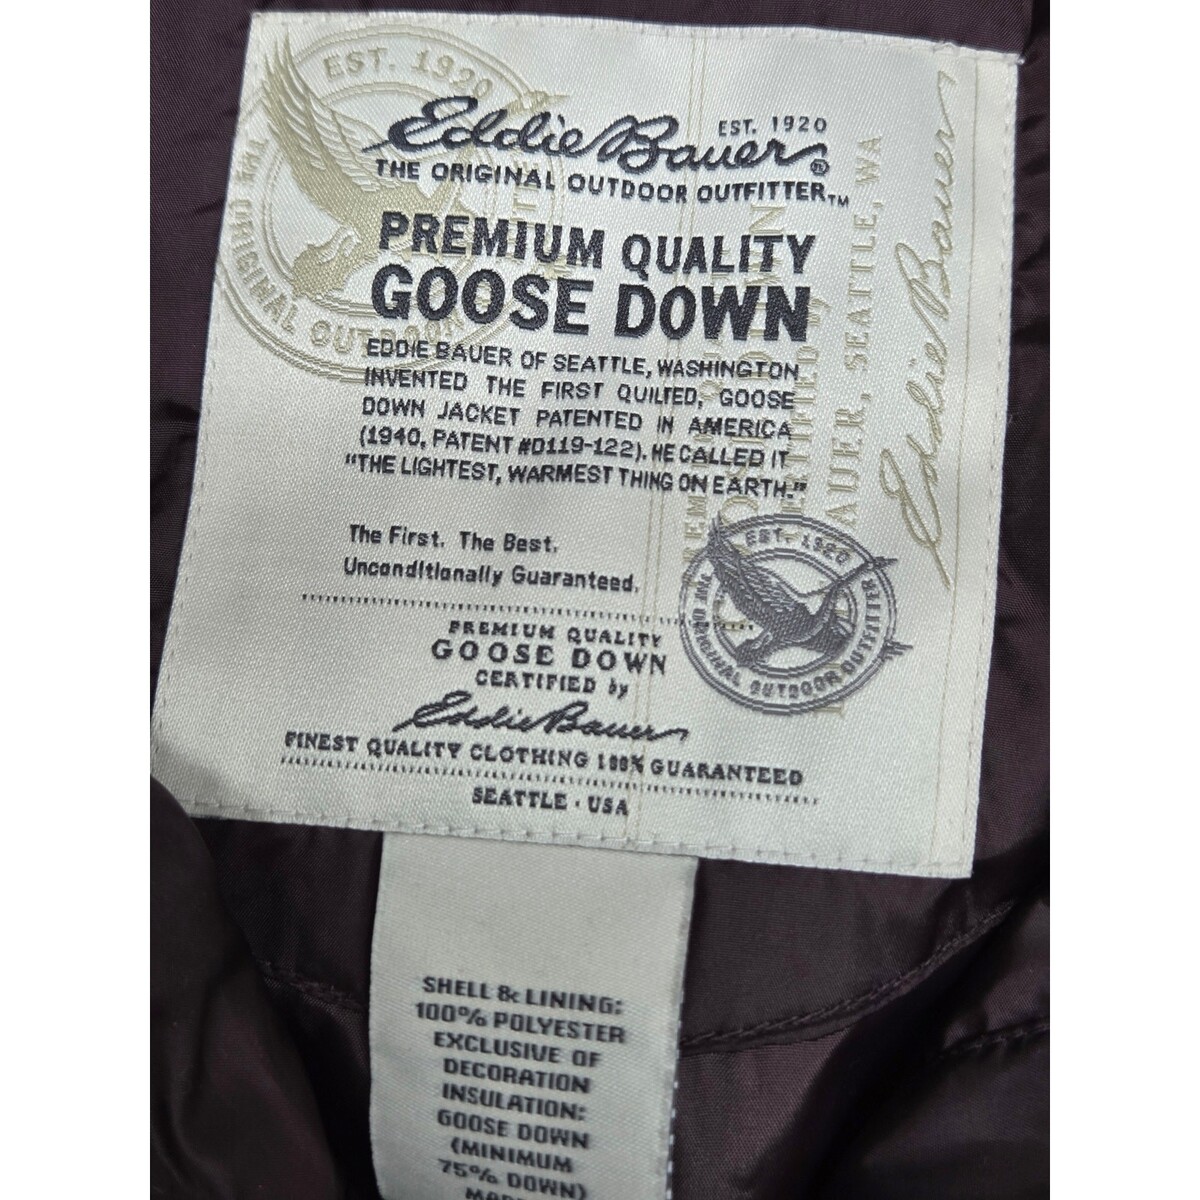 EST. 1920
Eddie Bauer® EST. 1920
THE ORIGINAL OUTDOOR OUTFITTER™
PREMIUM QUALITY
GOOSE DOWN
EDDIE BAUER OF SEATTLE, WASHINGTON
INVENTED THE FIRST QUILTED, GOOSE
DOWN JACKET PATENTED IN AMERICA
(1940, PATENT #D119-122). HE CALLED IT
"THE LIGHTEST, WARMEST THING ON EARTH."
The First. The Best.
Unconditionally Guaranteed.
PREMIUM QUALITY
GOOSE DOWN
CERTIFIED by
Eddie Bauer
FINEST QUALITY CLOTHING 100% GUARANTEED
SEATTLE · USA
EST. 1920
THE ORIGINAL OUTDOOR OUTFITTER
THE ORIGINAL OUTDOOR
AUER, SEATTLE, WA
Eddie Bauer
SHELL & LINING:
100% POLYESTER
EXCLUSIVE OF
DECORATION
INSULATION:
GOOSE DOWN
(MINIMUM
75% DOWN)